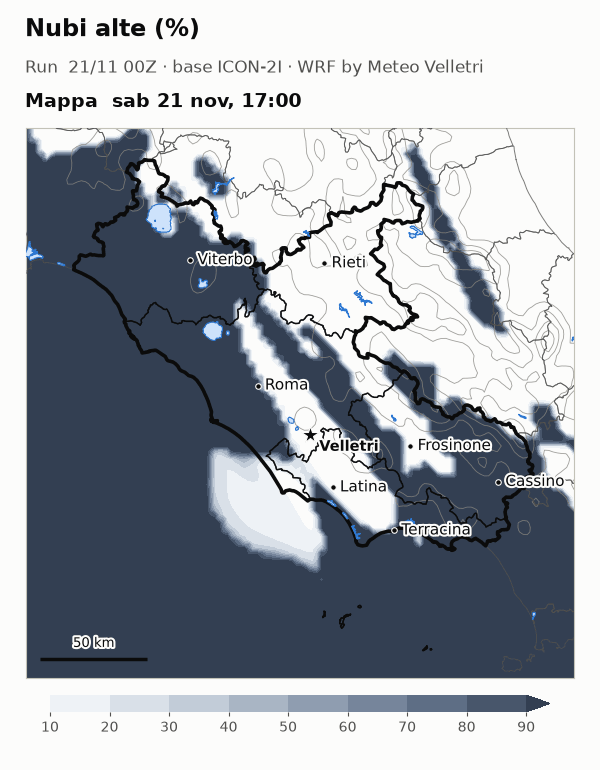 Nubi alte (%)
Run  21/11 00Z · base ICON-2I · WRF by Meteo Velletri
Mappa  sab 21 nov, 17:00
Viterbo
Rieti
Roma
Velletri
Frosinone
Cassino
Latina
Terracina
50 km
10 20 30 40 50 60 70 80 90